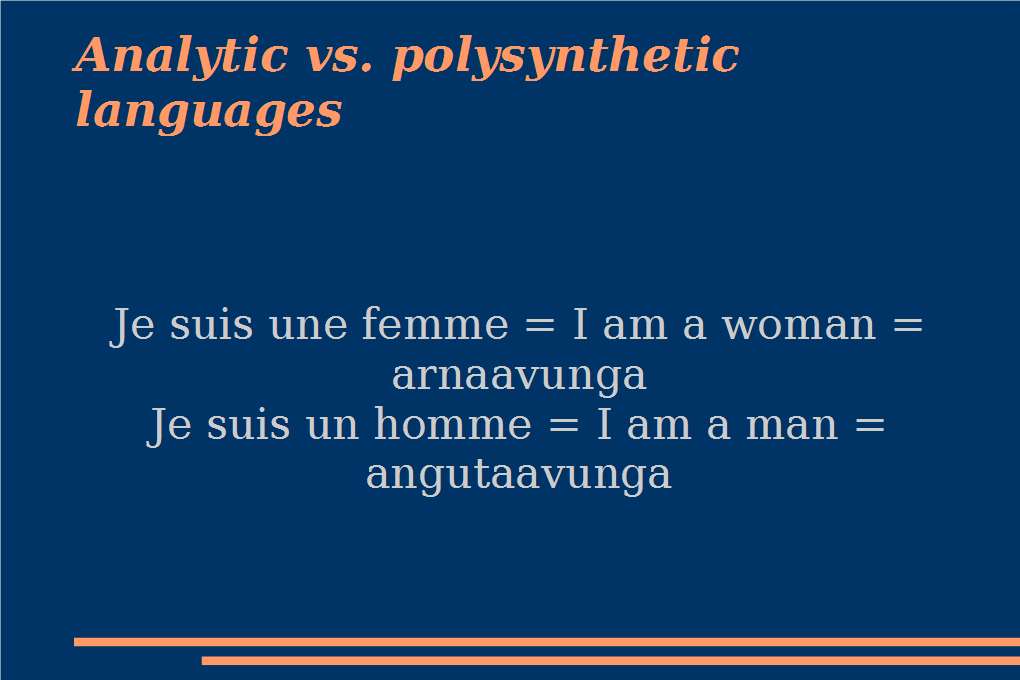 Analytic vs. polysynthetic
languages
Je suis une femme = I am a woman =
arnaavunga
Je suis un homme = I am a man =
angutaavunga